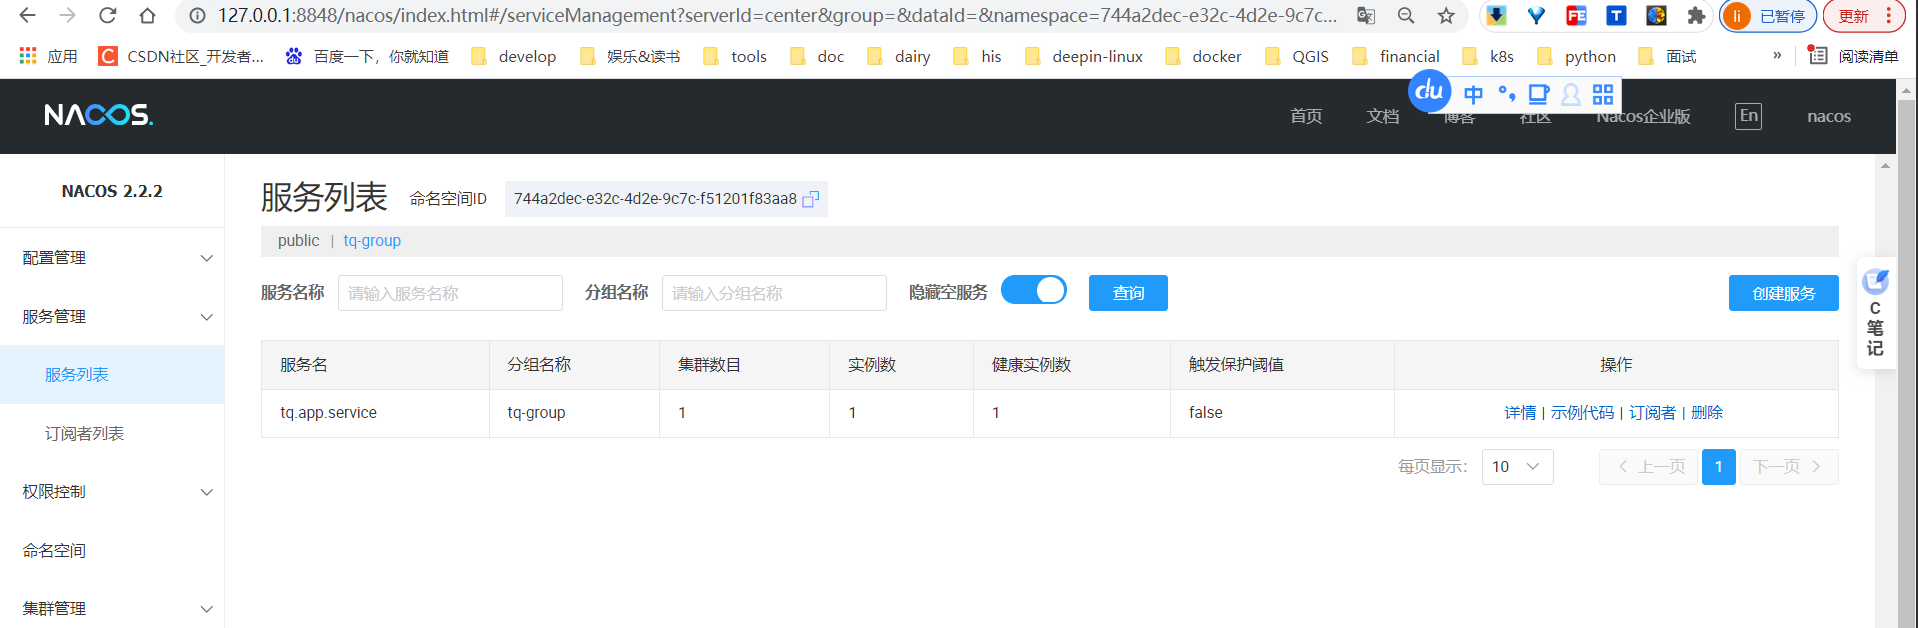 127.0.0.1:8848/nacos/index.html#/serviceManagement?serverId=center&group=&dataId=&namespace=744a2dec-e32c-4d2e-9c7c...
li 已暂停 更新
应用 CSDN社区_开发者... 百度一下，你就知道 develop 娱乐&读书 tools doc dairy his deepin-linux docker QGIS financial k8s python 面试 » 阅读清单
du 中
NACOS. 首页 文档 博客 社区 Nacos企业版 En nacos
NACOS 2.2.2
配置管理
服务管理
服务列表
订阅者列表
权限控制
命名空间
集群管理
服务列表 命名空间ID 744a2dec-e32c-4d2e-9c7c-f51201f83aa8
public | tq-group
服务名称 请输入服务名称 分组名称 请输入分组名称 隐藏空服务 查询 创建服务
服务名 分组名称 集群数目 实例数 健康实例数 触发保护阈值 操作
tq.app.service tq-group 1 1 1 false 详情 | 示例代码 | 订阅者 | 删除
每页显示: 10 上一页 1 下一页
C
笔
记